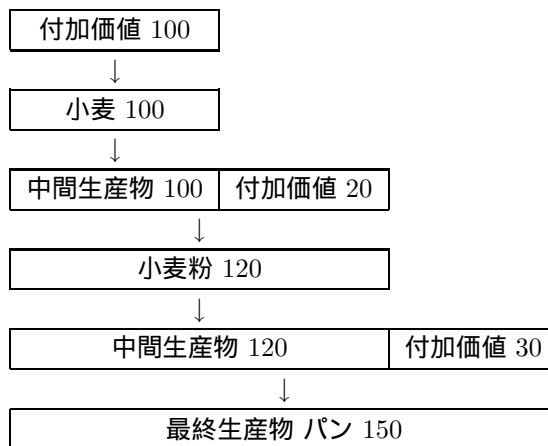 付加価値 100
↓
小麦 100
↓
中間生産物 100 付加価値 20
↓
小麦粉 120
↓
中間生産物 120 付加価値 30
↓
最終生産物 パン 150